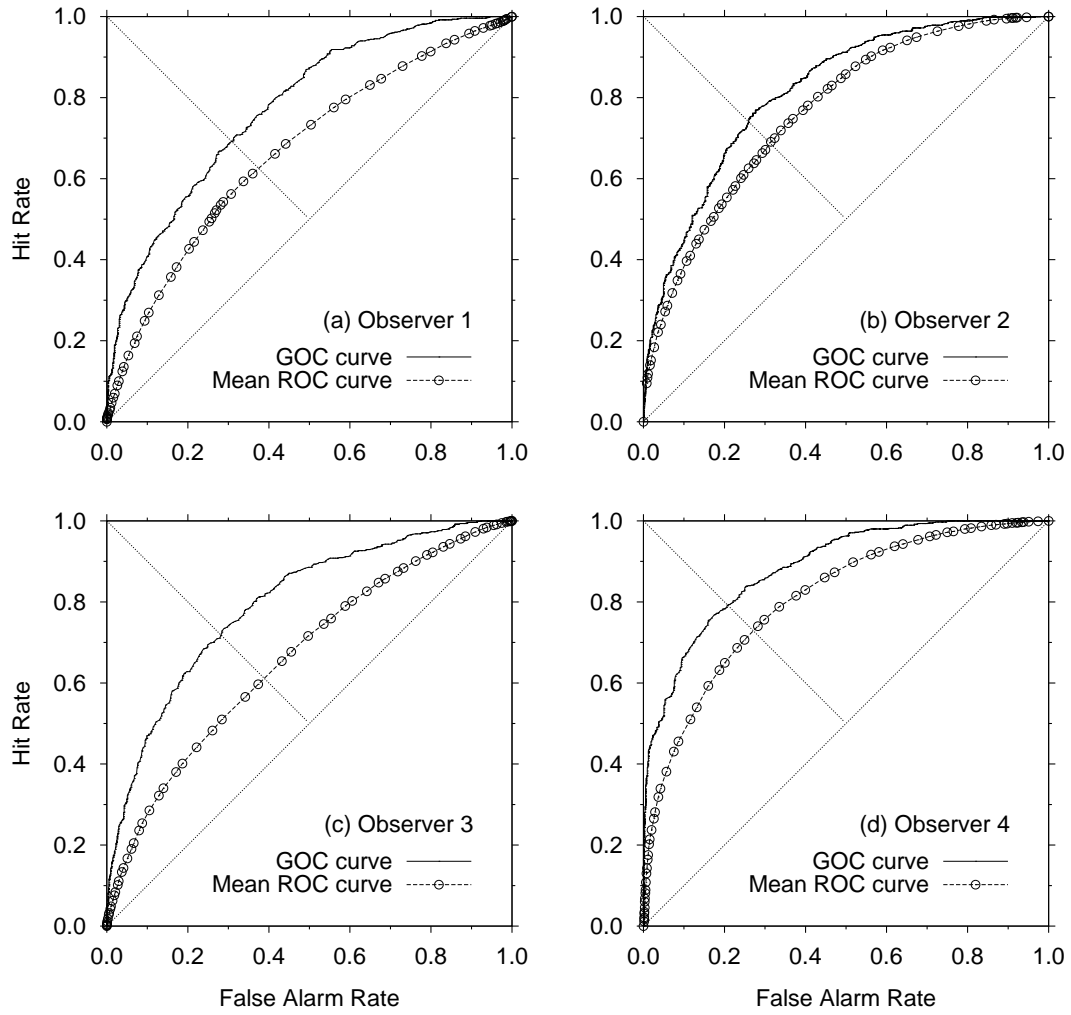 1.0
0.8
0.6
0.4
0.2
0.0
Hit Rate
(a) Observer 1
GOC curve
Mean ROC curve
0.0 0.2 0.4 0.6 0.8 1.0
1.0
0.8
0.6
0.4
0.2
0.0
(b) Observer 2
GOC curve
Mean ROC curve
0.0 0.2 0.4 0.6 0.8 1.0
1.0
0.8
0.6
0.4
0.2
0.0
Hit Rate
(c) Observer 3
GOC curve
Mean ROC curve
0.0 0.2 0.4 0.6 0.8 1.0
False Alarm Rate
1.0
0.8
0.6
0.4
0.2
0.0
(d) Observer 4
GOC curve
Mean ROC curve
0.0 0.2 0.4 0.6 0.8 1.0
False Alarm Rate